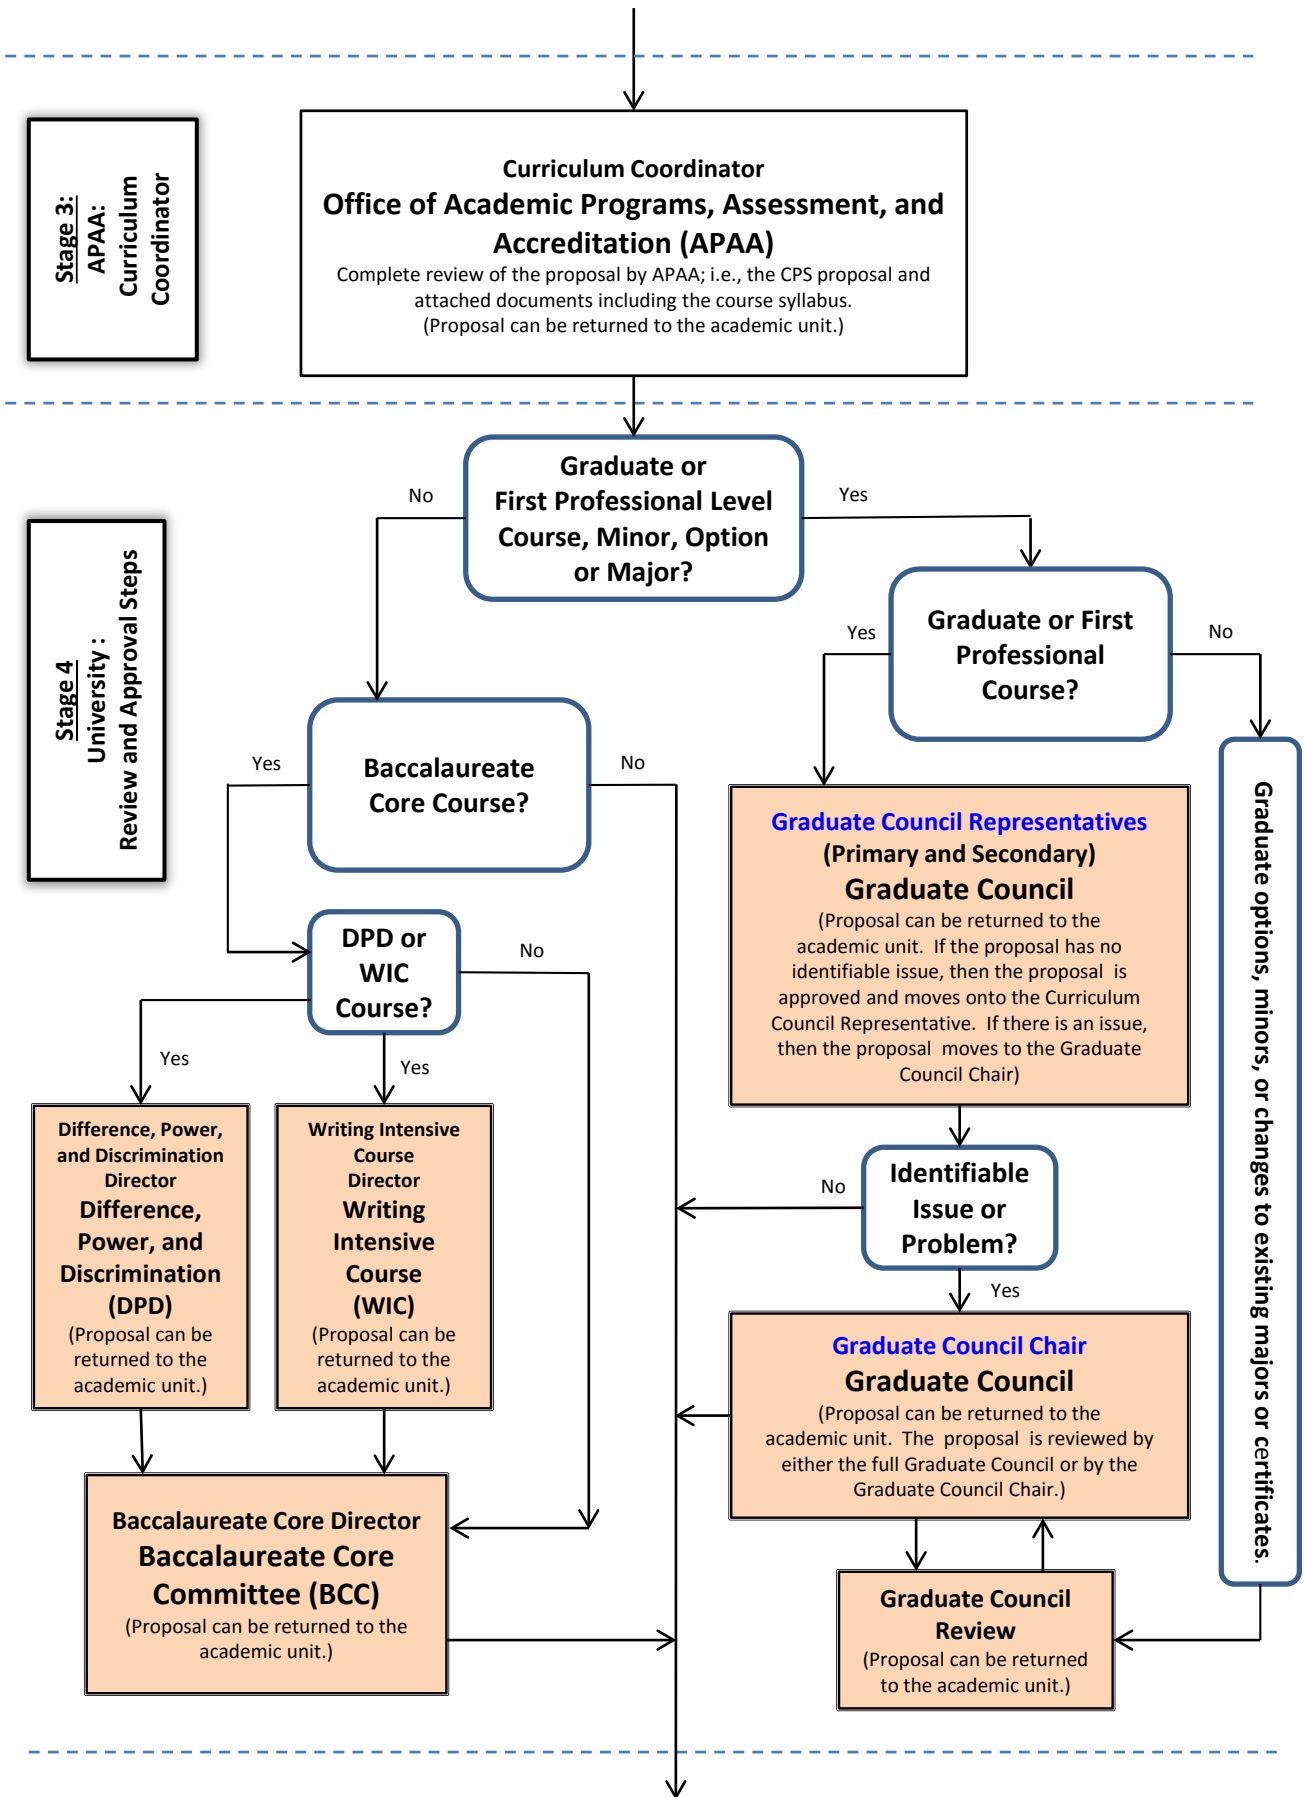 Stage 3:
APAA:
Curriculum
Coordinator
Curriculum Coordinator
Office of Academic Programs, Assessment, and
Accreditation (APAA)
Complete review of the proposal by APAA; i.e., the CPS proposal and
attached documents including the course syllabus.
(Proposal can be returned to the academic unit.)
Stage 4
University :
Review and Approval Steps
Graduate or
First Professional Level
Course, Minor, Option
or Major?
No
Yes
Graduate or First
Professional
Course?
Yes
No
Baccalaureate
Core Course?
Yes
No
Graduate Council Representatives
(Primary and Secondary)
Graduate Council
(Proposal can be returned to the
academic unit.  If the proposal has no
identifiable issue, then the proposal  is
approved and moves onto the Curriculum
Council Representative.  If there is an issue,
then the proposal  moves to the Graduate
Council Chair)
Graduate options, minors, or changes to existing majors or certificates.
DPD or
WIC
Course?
No
Yes
Yes
Difference, Power,
and Discrimination
Director
Difference,
Power, and
Discrimination
(DPD)
(Proposal can be
returned to the
academic unit.)
Writing Intensive
Course
Director
Writing
Intensive
Course
(WIC)
(Proposal can be
returned to the
academic unit.)
Identifiable
Issue or
Problem?
No
Yes
Graduate Council Chair
Graduate Council
(Proposal can be returned to the
academic unit.  The proposal  is reviewed by
either the full Graduate Council or by the
Graduate Council Chair.)
Baccalaureate Core Director
Baccalaureate Core
Committee (BCC)
(Proposal can be returned to the
academic unit.)
Graduate Council
Review
(Proposal can be returned
to the academic unit.)